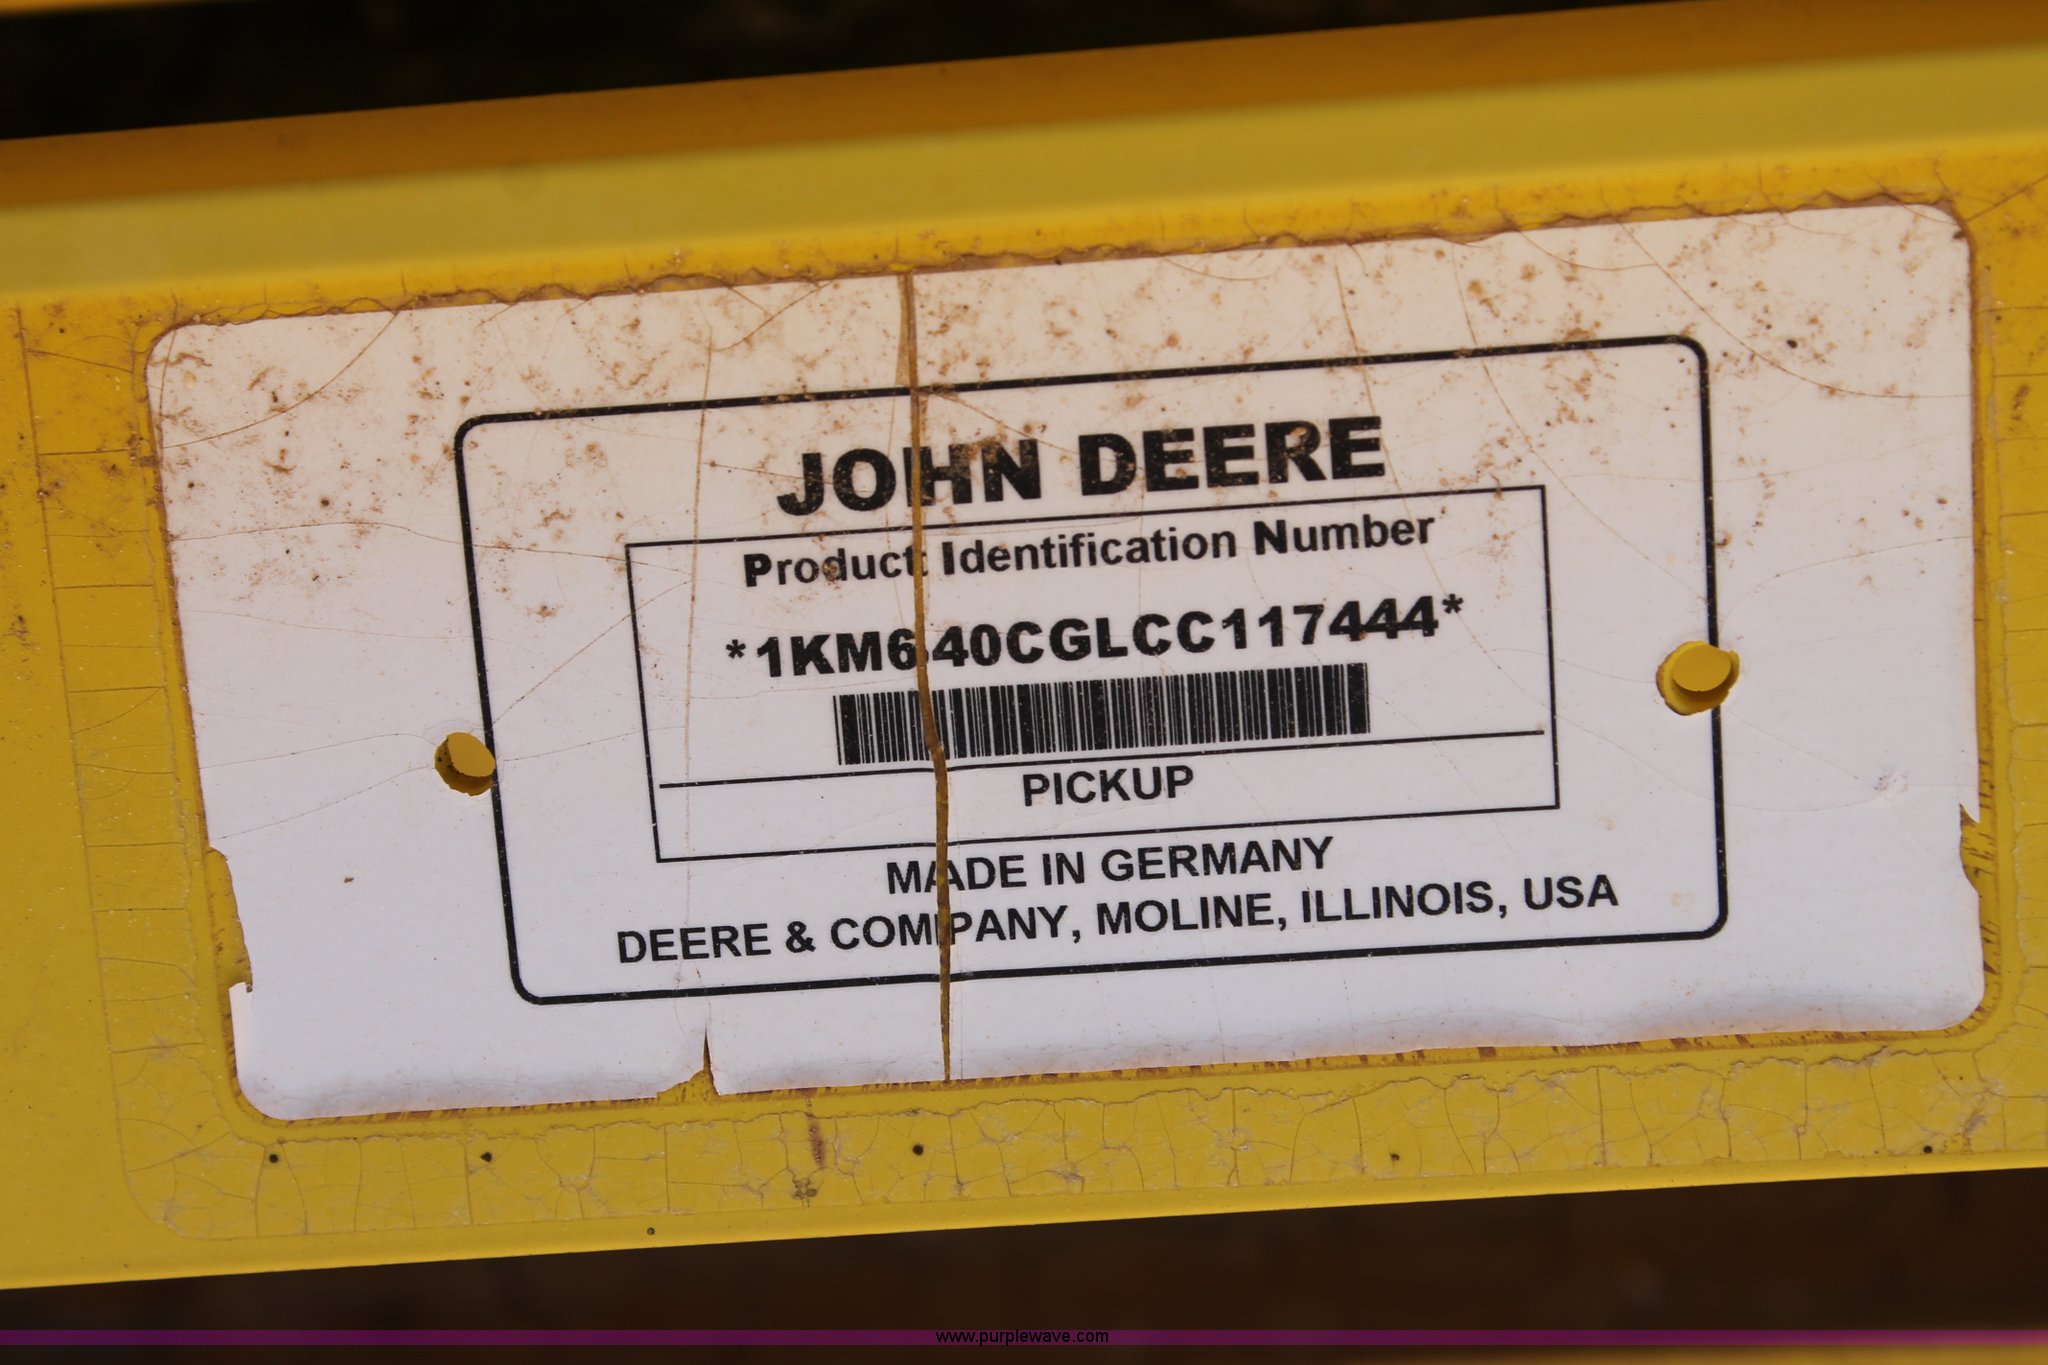 JOHN DEERE
Product Identification Number
*1KM640CGLCC117444*
PICKUP
MADE IN GERMANY
DEERE & COMPANY, MOLINE, ILLINOIS, USA
www.purplewave.com